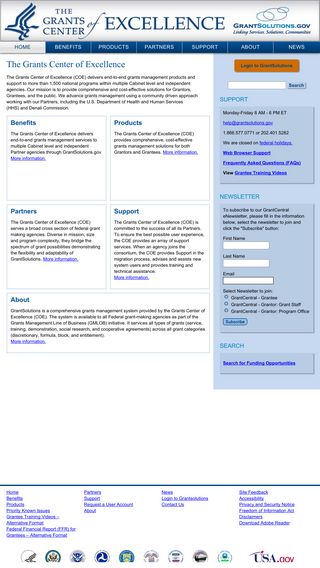 THE
GRANTS
CENTER of EXCELLENCE
GRANTSOLUTIONS.GOV
Linking Services. Solutions. Communities.
HOME BENEFITS PRODUCTS PARTNERS SUPPORT ABOUT NEWS
The Grants Center of Excellence
The Grants Center of Excellence (COE) delivers end-to-end grants management products and
support to more than 1,500 national programs within multiple Cabinet level and independent
agencies. Our mission is to provide comprehensive and cost-effective solutions for Grantors,
Grantees, and the public. We advance grants management using a community driven approach
working with our Partners, including the U.S. Department of Health and Human Services
(HHS) and Denali Commission.
Benefits
The Grants Center of Excellence delivers
end-to-end grants management services to
multiple Cabinet level and independent
Partner agencies through GrantSolutions.gov
More information.
Products
The Grants Center of Excellence (COE)
provides comprehensive, cost-effective
grants management solutions for both
Grantors and Grantees. More information.
Partners
The Grants Center of Excellence (COE)
serves a broad cross section of federal grant
making agencies. Diverse in mission, size
and program complexity, they bridge the
spectrum of grant possibilities demonstrating
the flexibility and adaptability of
GrantSolutions. More information.
Support
The Grants Center of Excellence (COE) is
committed to the success of all its Partners.
To ensure the best possible user experience,
the COE provides an array of support
services. When an agency joins the
consortium, the COE provides Support in the
migration process, answers and assists new
system users and provides training and
technical assistance.
More information.
About
GrantSolutions is a comprehensive grants management system provided by the Grants Center of
Excellence (COE). The system is available to all Federal grant-making agencies as part of the
Grants Management Line of Business (GMLOB) initiative. It services all types of grants (service,
training, demonstration, social research, and cooperative agreements) across all categories
(discretionary, formula, block, and entitlement grants).
More information.
Login to GrantSolutions
Search
SUPPORT
Monday-Friday 8 AM - 6 PM ET
help@grantsolutions.gov
1.866.577.0771 or 202.401.5282
We are closed on federal holidays.
Web Browser Support
Frequently Asked Questions (FAQs)
View Grantee Training Videos
NEWSLETTER
To subscribe to our GrantCentral
eNewsletter, please fill in the information
below, select the newsletter to join and
click the "Subscribe" button:
First Name
Last Name
Email
Select Newsletter to join:
GrantCentral - Grantee
GrantCentral - Grantor: Grant Staff
GrantCentral - Grantor: Program Office
Subscribe
SEARCH
Search for Funding Opportunities
Home
Benefits
Products
Priority Known Issues
Grantee Training Videos –
Alternative Format
Federal Financial Report (FFR) for
Grantees – Alternative Format
Partners
Support
Request a User Account
About
News
Login to Grantsolutions
Contact Us
Site Feedback
Accessibility
Privacy and Security Notice
Freedom of Information Act
Disclaimers
Download Adobe Reader
USA.gov